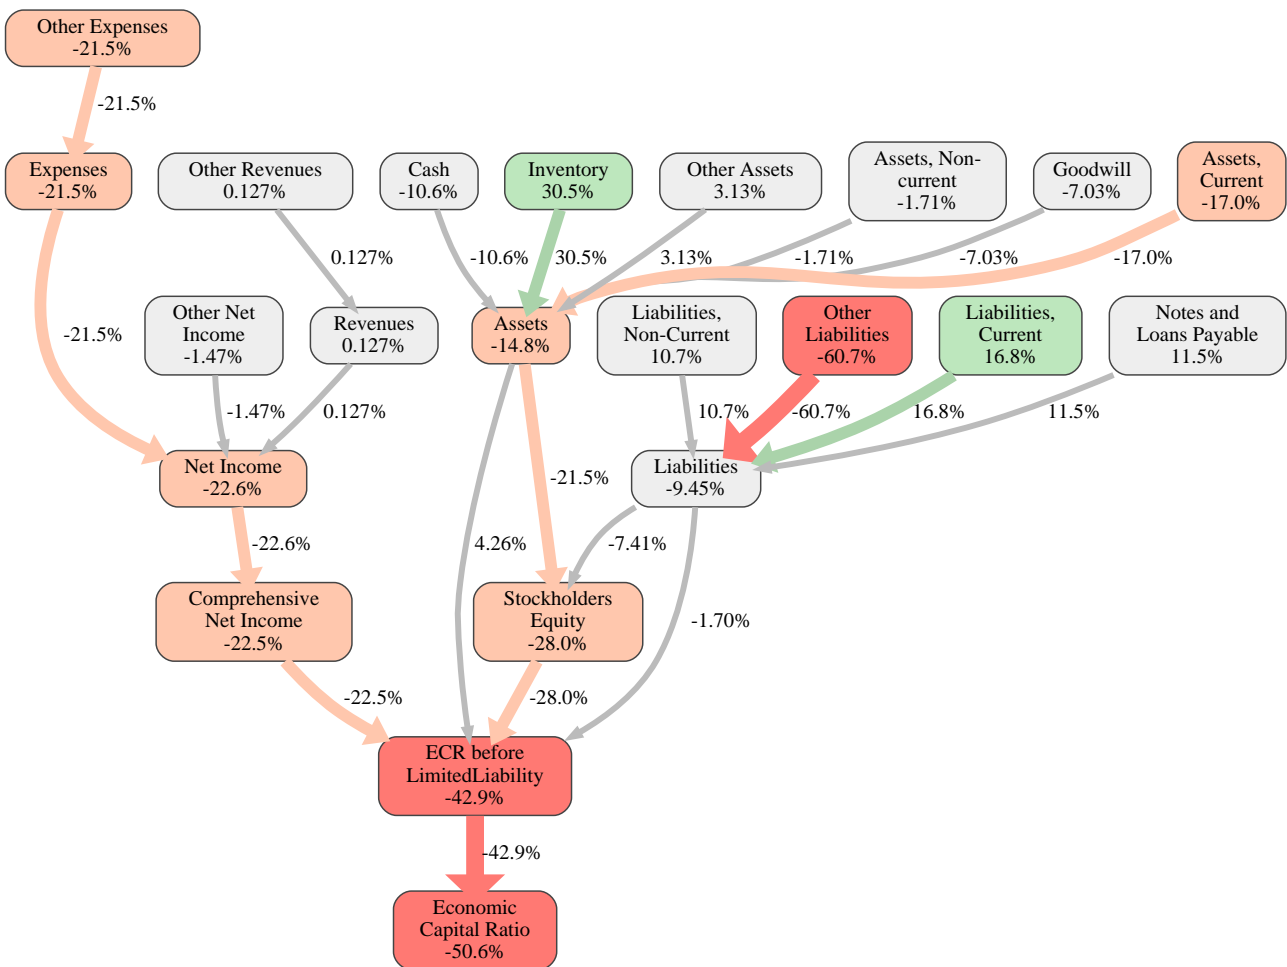 Other Expenses
-21.5%
-21.5%
Expenses
-21.5%
Other Revenues
0.127%
Cash
-10.6%
Inventory
30.5%
Other Assets
3.13%
Assets, Non-
current
-1.71%
Goodwill
-7.03%
Assets,
Current
-17.0%
0.127%
-10.6%
30.5%
3.13%
-1.71%
-7.03%
-17.0%
-21.5%
Other Net
Income
-1.47%
Revenues
0.127%
Assets
-14.8%
Liabilities,
Non-Current
10.7%
Other
Liabilities
-60.7%
Liabilities,
Current
16.8%
Notes and
Loans Payable
11.5%
-1.47%
0.127%
10.7%
-60.7%
16.8%
11.5%
Net Income
-22.6%
-21.5%
Liabilities
-9.45%
-22.6%
4.26%
-7.41%
Comprehensive
Net Income
-22.5%
Stockholders
Equity
-28.0%
-1.70%
-22.5%
-28.0%
ECR before
LimitedLiability
-42.9%
-42.9%
Economic
Capital Ratio
-50.6%